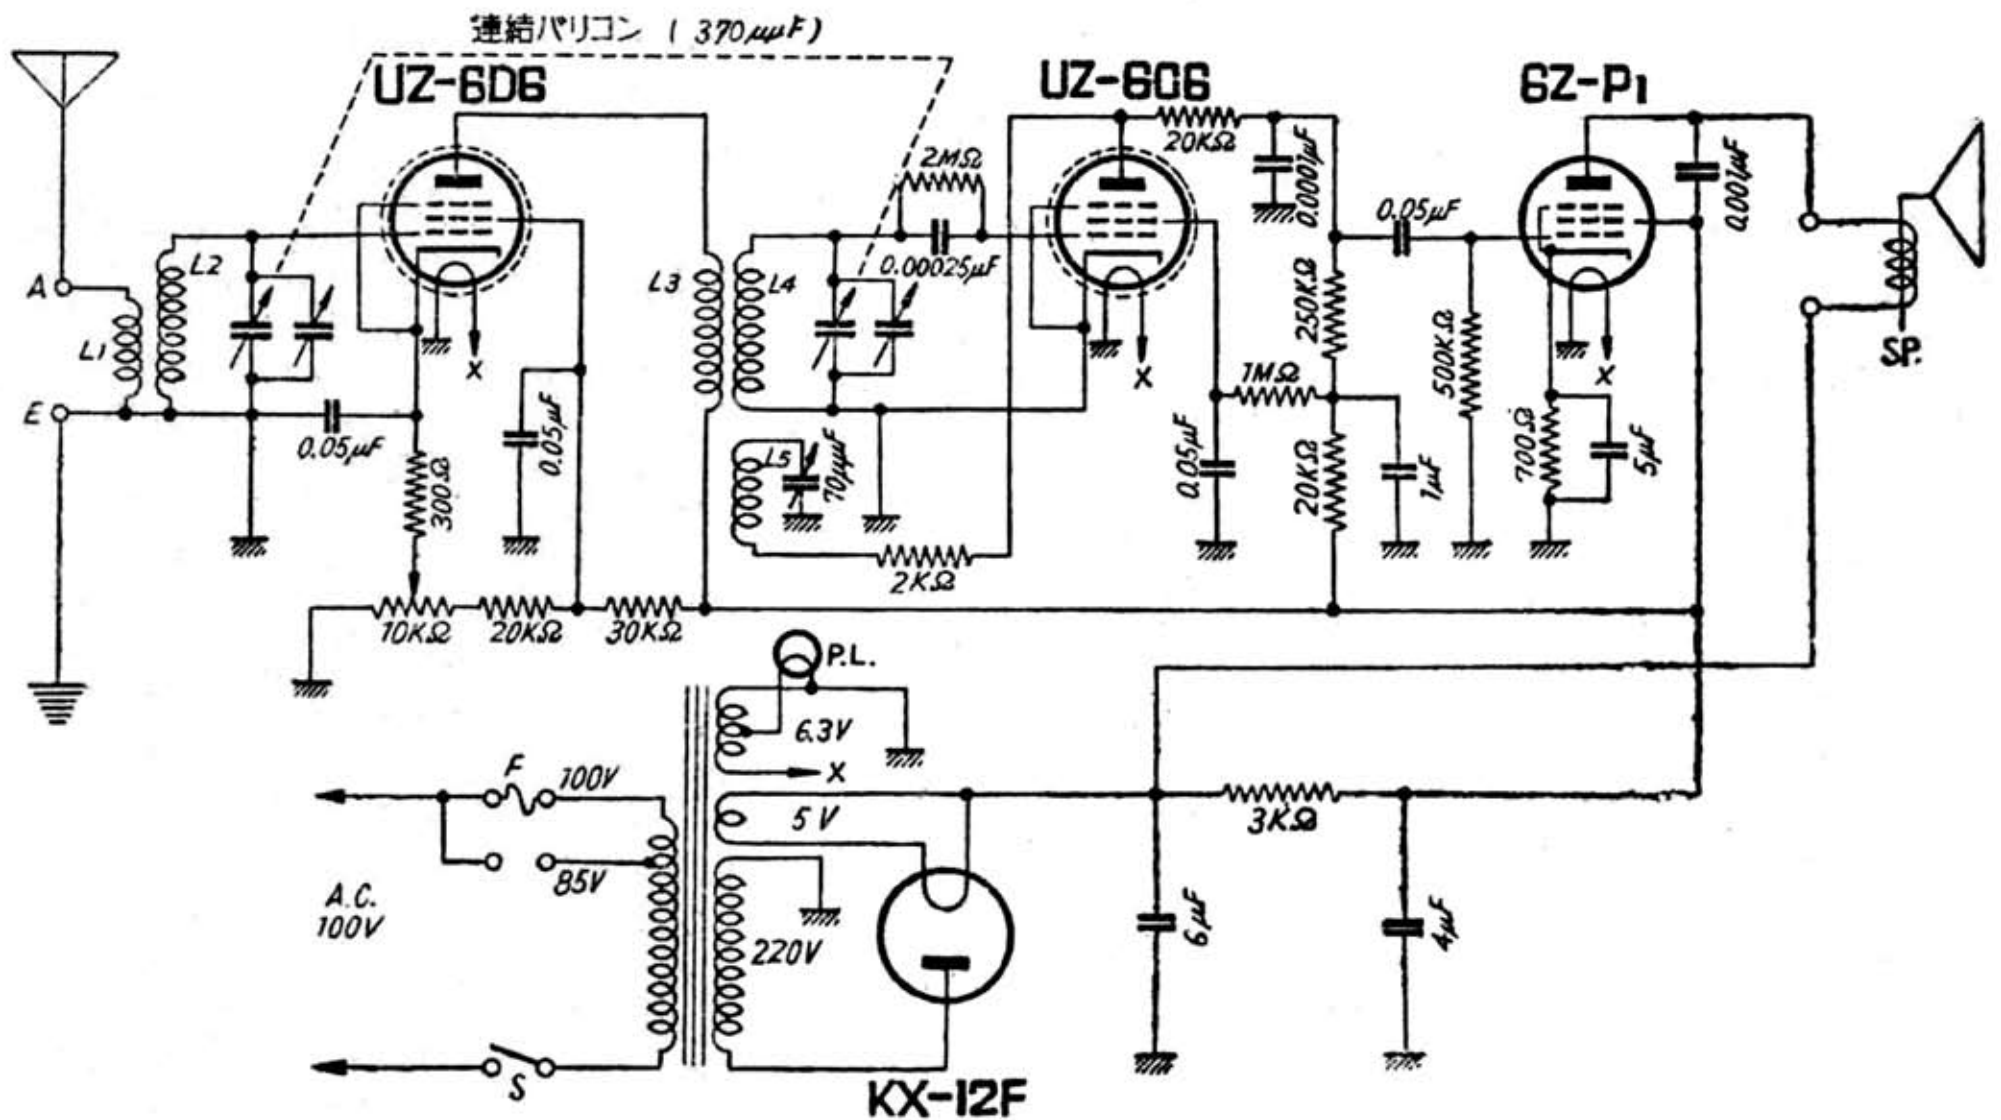 連結バリコン ( 370μμF)
UZ-6D6
UZ-6C6
6Z-P1
20KΩ
0.0001μF
0.001μF
2MΩ
0.05μF
0.00025μF
A
L1
L2
L3
L4
250KΩ
500KΩ
SP.
E
X
X
X
0.05μF
0.05μF
300Ω
L5
70μμF
0.05μF
1MΩ
20KΩ
1μF
700Ω
5μF
2KΩ
10KΩ
20KΩ
30KΩ
P.L.
6.3V
X
F
100V
5V
3KΩ
85V
A.C.
100V
220V
6μF
4μF
S
KX-12F